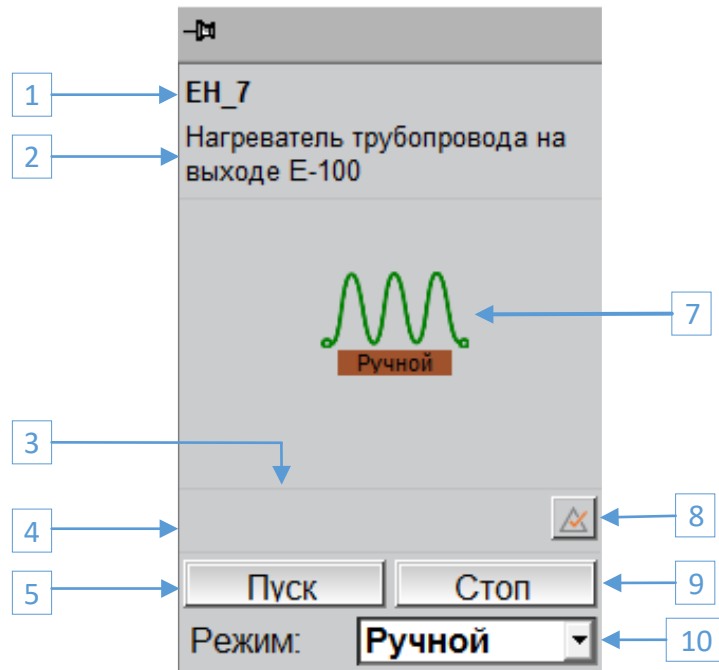 1
EH_7
2
Нагреватель трубопровода на
выходе Е-100
7
Ручной
3
4
8
5
Пуск
Стоп
9
Режим:
Ручной
10